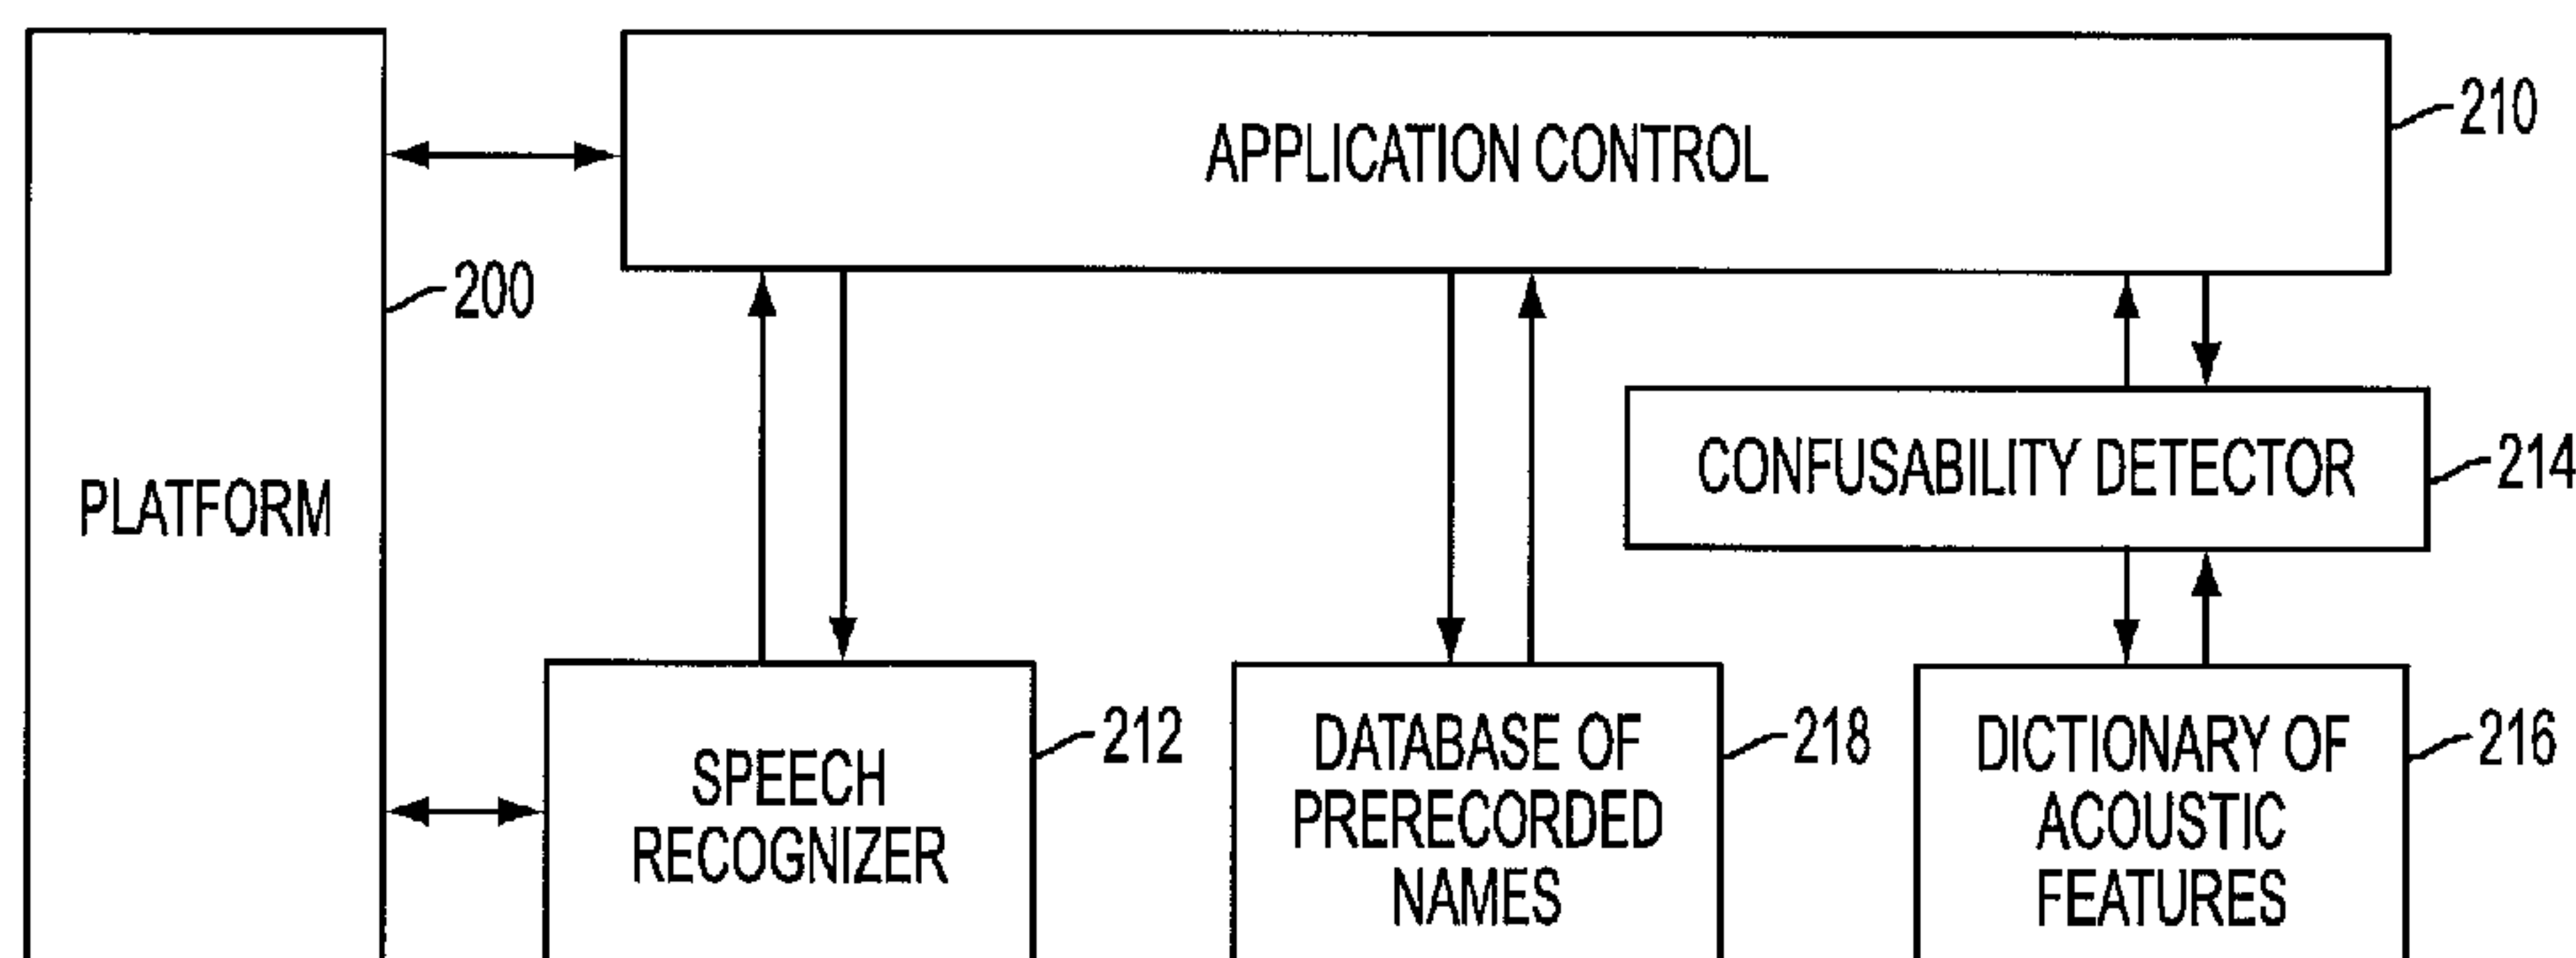 APPLICATION CONTROL
210
200
PLATFORM
CONFUSABILITY DETECTOR
214
SPEECH
RECOGNIZER
212
DATABASE OF
PRERECORDED
NAMES
218
DICTIONARY OF
ACOUSTIC
FEATURES
216